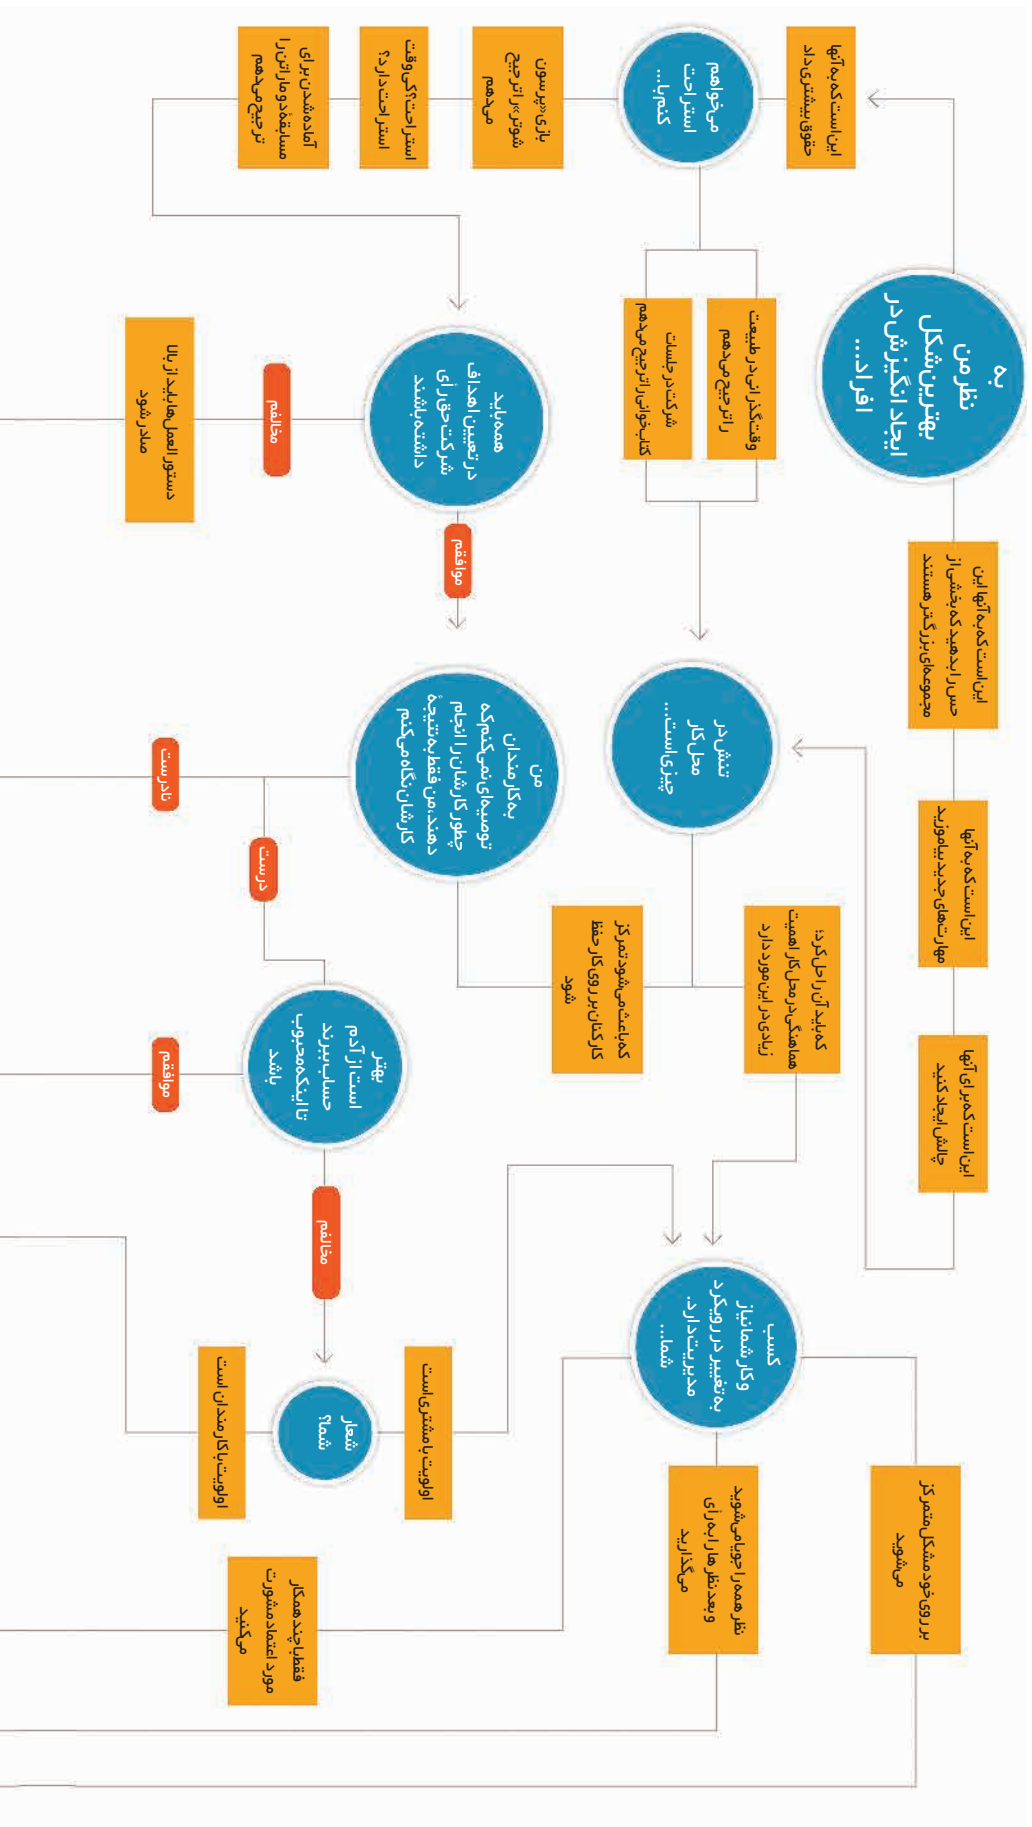 به
نظر من
بهترین شکل
ایجاد انگیزش در
افراد...
این است که به آنها
حقوق بیشتری داد
می‌خواهم
استراحت
کنم با...
بازی «پرسون
شوتر» را ترجیح
می‌دهم
استراحت؟ کی وقت
استراحت دارد؟
آماده شدن برای
مسابقهٔ دو ماراتن را
ترجیح می‌دهم
وقت گذرانی در طبیعت
را ترجیح می‌دهم
شرکت در جلسات
کتاب‌خوانی را ترجیح می‌دهم
همه باید
در تعیین اهداف
شرکت حق رأی
داشته باشند
مخالفم
دستورالعمل‌ها باید از بالا
صادر شود
موافقم
این است که به آنها این
حس را بدهید که بخشی از
مجموعه‌ای بزرگتر هستند
این است که به آنها
مهارت‌های جدید بیاموزید
این است که برای آنها
چالش ایجاد کنید
تنش در
محل کار
چیزی است...
من
به کارمندان
توصیه‌ای نمی‌کنم که
چطور کارشان را انجام
دهند. من فقط به نتیجهٔ
کارشان نگاه می‌کنم
نادرست
درست
که باید آن را حل کرد؛
هماهنگی در محل کار اهمیت
زیادی در این مورد دارد
که باعث می‌شود تمرکز
کارکنان بر روی کار حفظ
شود
بهتر
است از آدم
حساب ببرند
تا اینکه محبوب
باشد
موافقم
مخالفم
کسب
و کار شما نیاز
به تغییر در رویکرد
مدیریت دارد.
شما...
شعار
شما؟
اولویت با مشتری است
اولویت با کارمندان است
بر روی خود مشکل متمرکز
می‌شوید
نظر همه را جویا می‌شوید
و بعد نظرها را به رأی
می‌گذارید
فقط با چند همکار
مورد اعتماد مشورت
می‌کنید